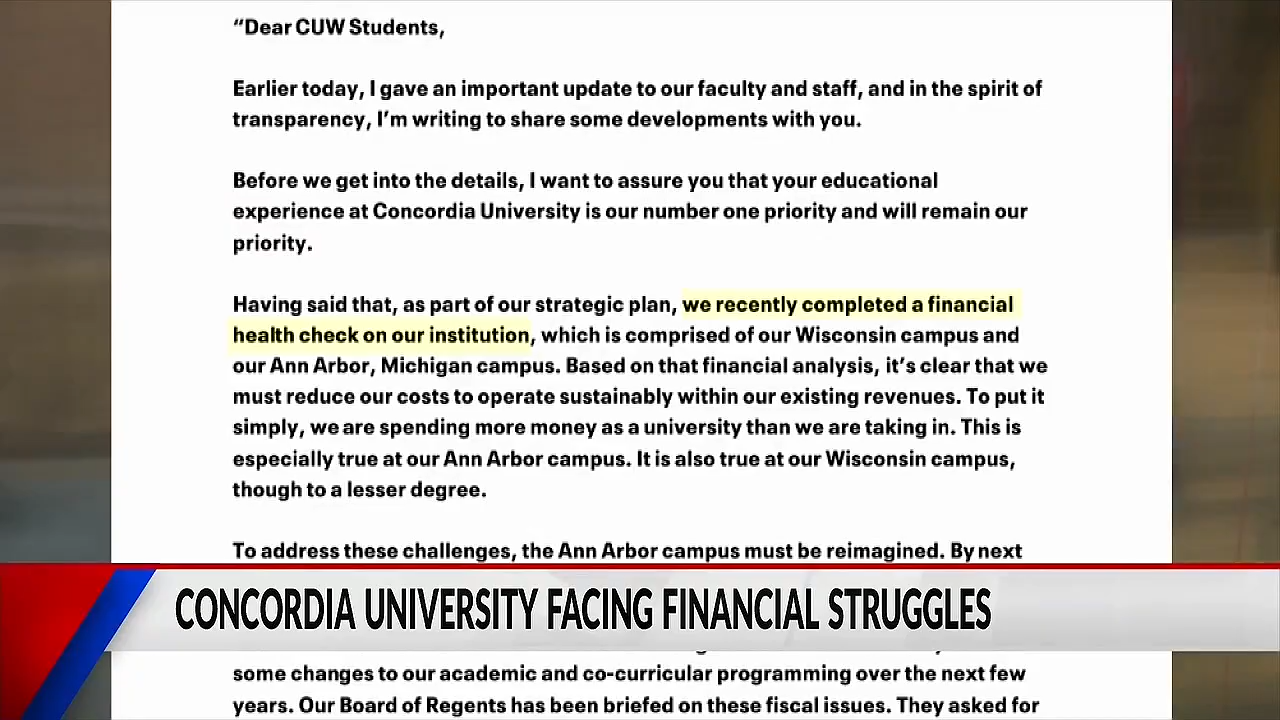 “Dear CUW Students,
Earlier today, I gave an important update to our faculty and staff, and in the spirit of
transparency, I’m writing to share some developments with you.
Before we get into the details, I want to assure you that your educational
experience at Concordia University is our number one priority and will remain our
priority.
Having said that, as part of our strategic plan, we recently completed a financial
health check on our institution, which is comprised of our Wisconsin campus and
our Ann Arbor, Michigan campus. Based on that financial analysis, it’s clear that we
must reduce our costs to operate sustainably within our existing revenues. To put it
simply, we are spending more money as a university than we are taking in. This is
especially true at our Ann Arbor campus. It is also true at our Wisconsin campus,
though to a lesser degree.
To address these challenges, the Ann Arbor campus must be reimagined. By next
CONCORDIA UNIVERSITY FACING FINANCIAL STRUGGLES
some changes to our academic and co-curricular programming over the next few
years. Our Board of Regents has been briefed on these fiscal issues. They asked for